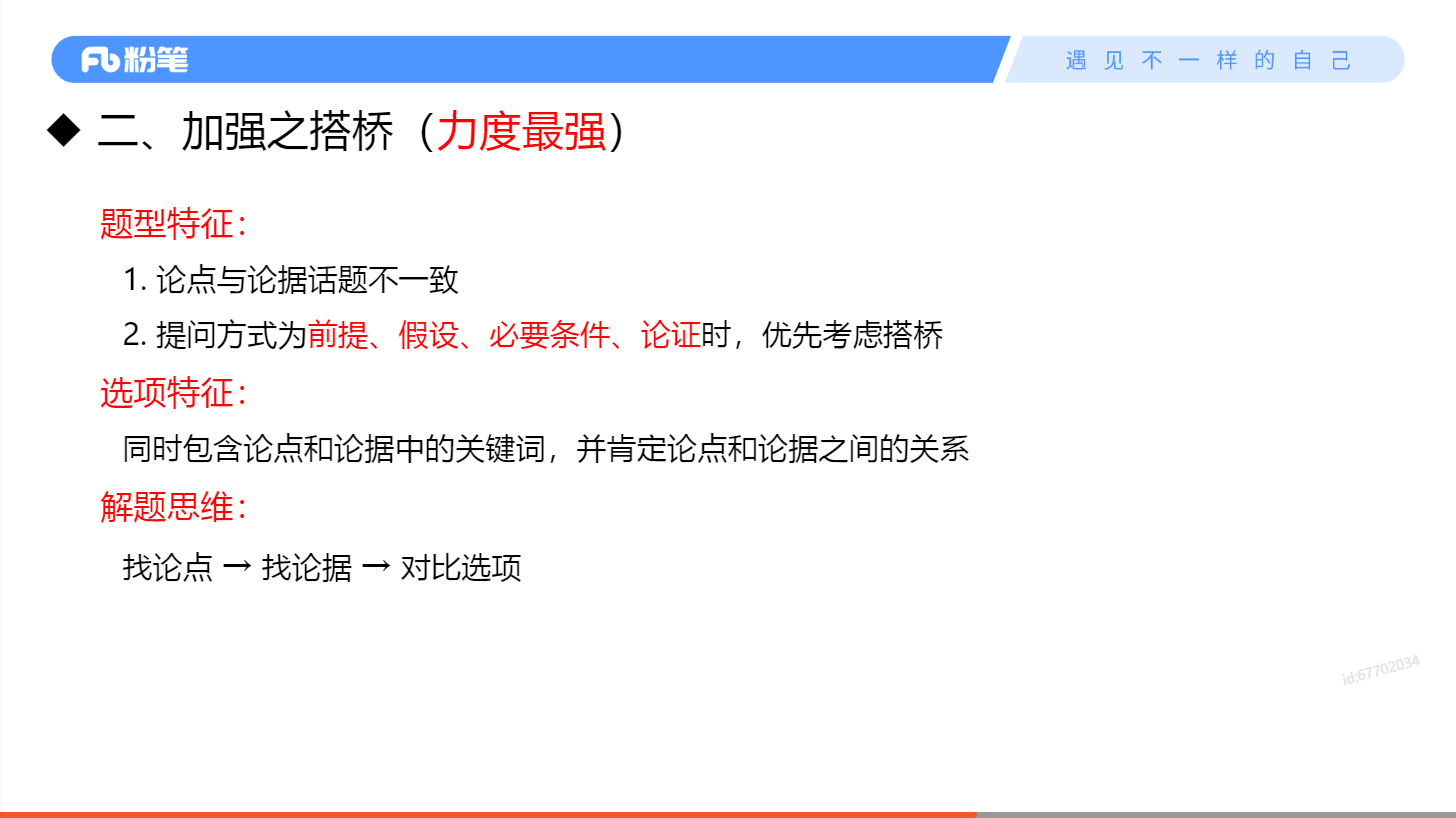 粉笔
遇见不一样的自己
◆ 二、加强之搭桥（力度最强）
题型特征：
1. 论点与论据话题不一致
2. 提问方式为前提、假设、必要条件、论证时，优先考虑搭桥
选项特征：
同时包含论点和论据中的关键词，并肯定论点和论据之间的关系
解题思维：
找论点 → 找论据 → 对比选项
id:67702034